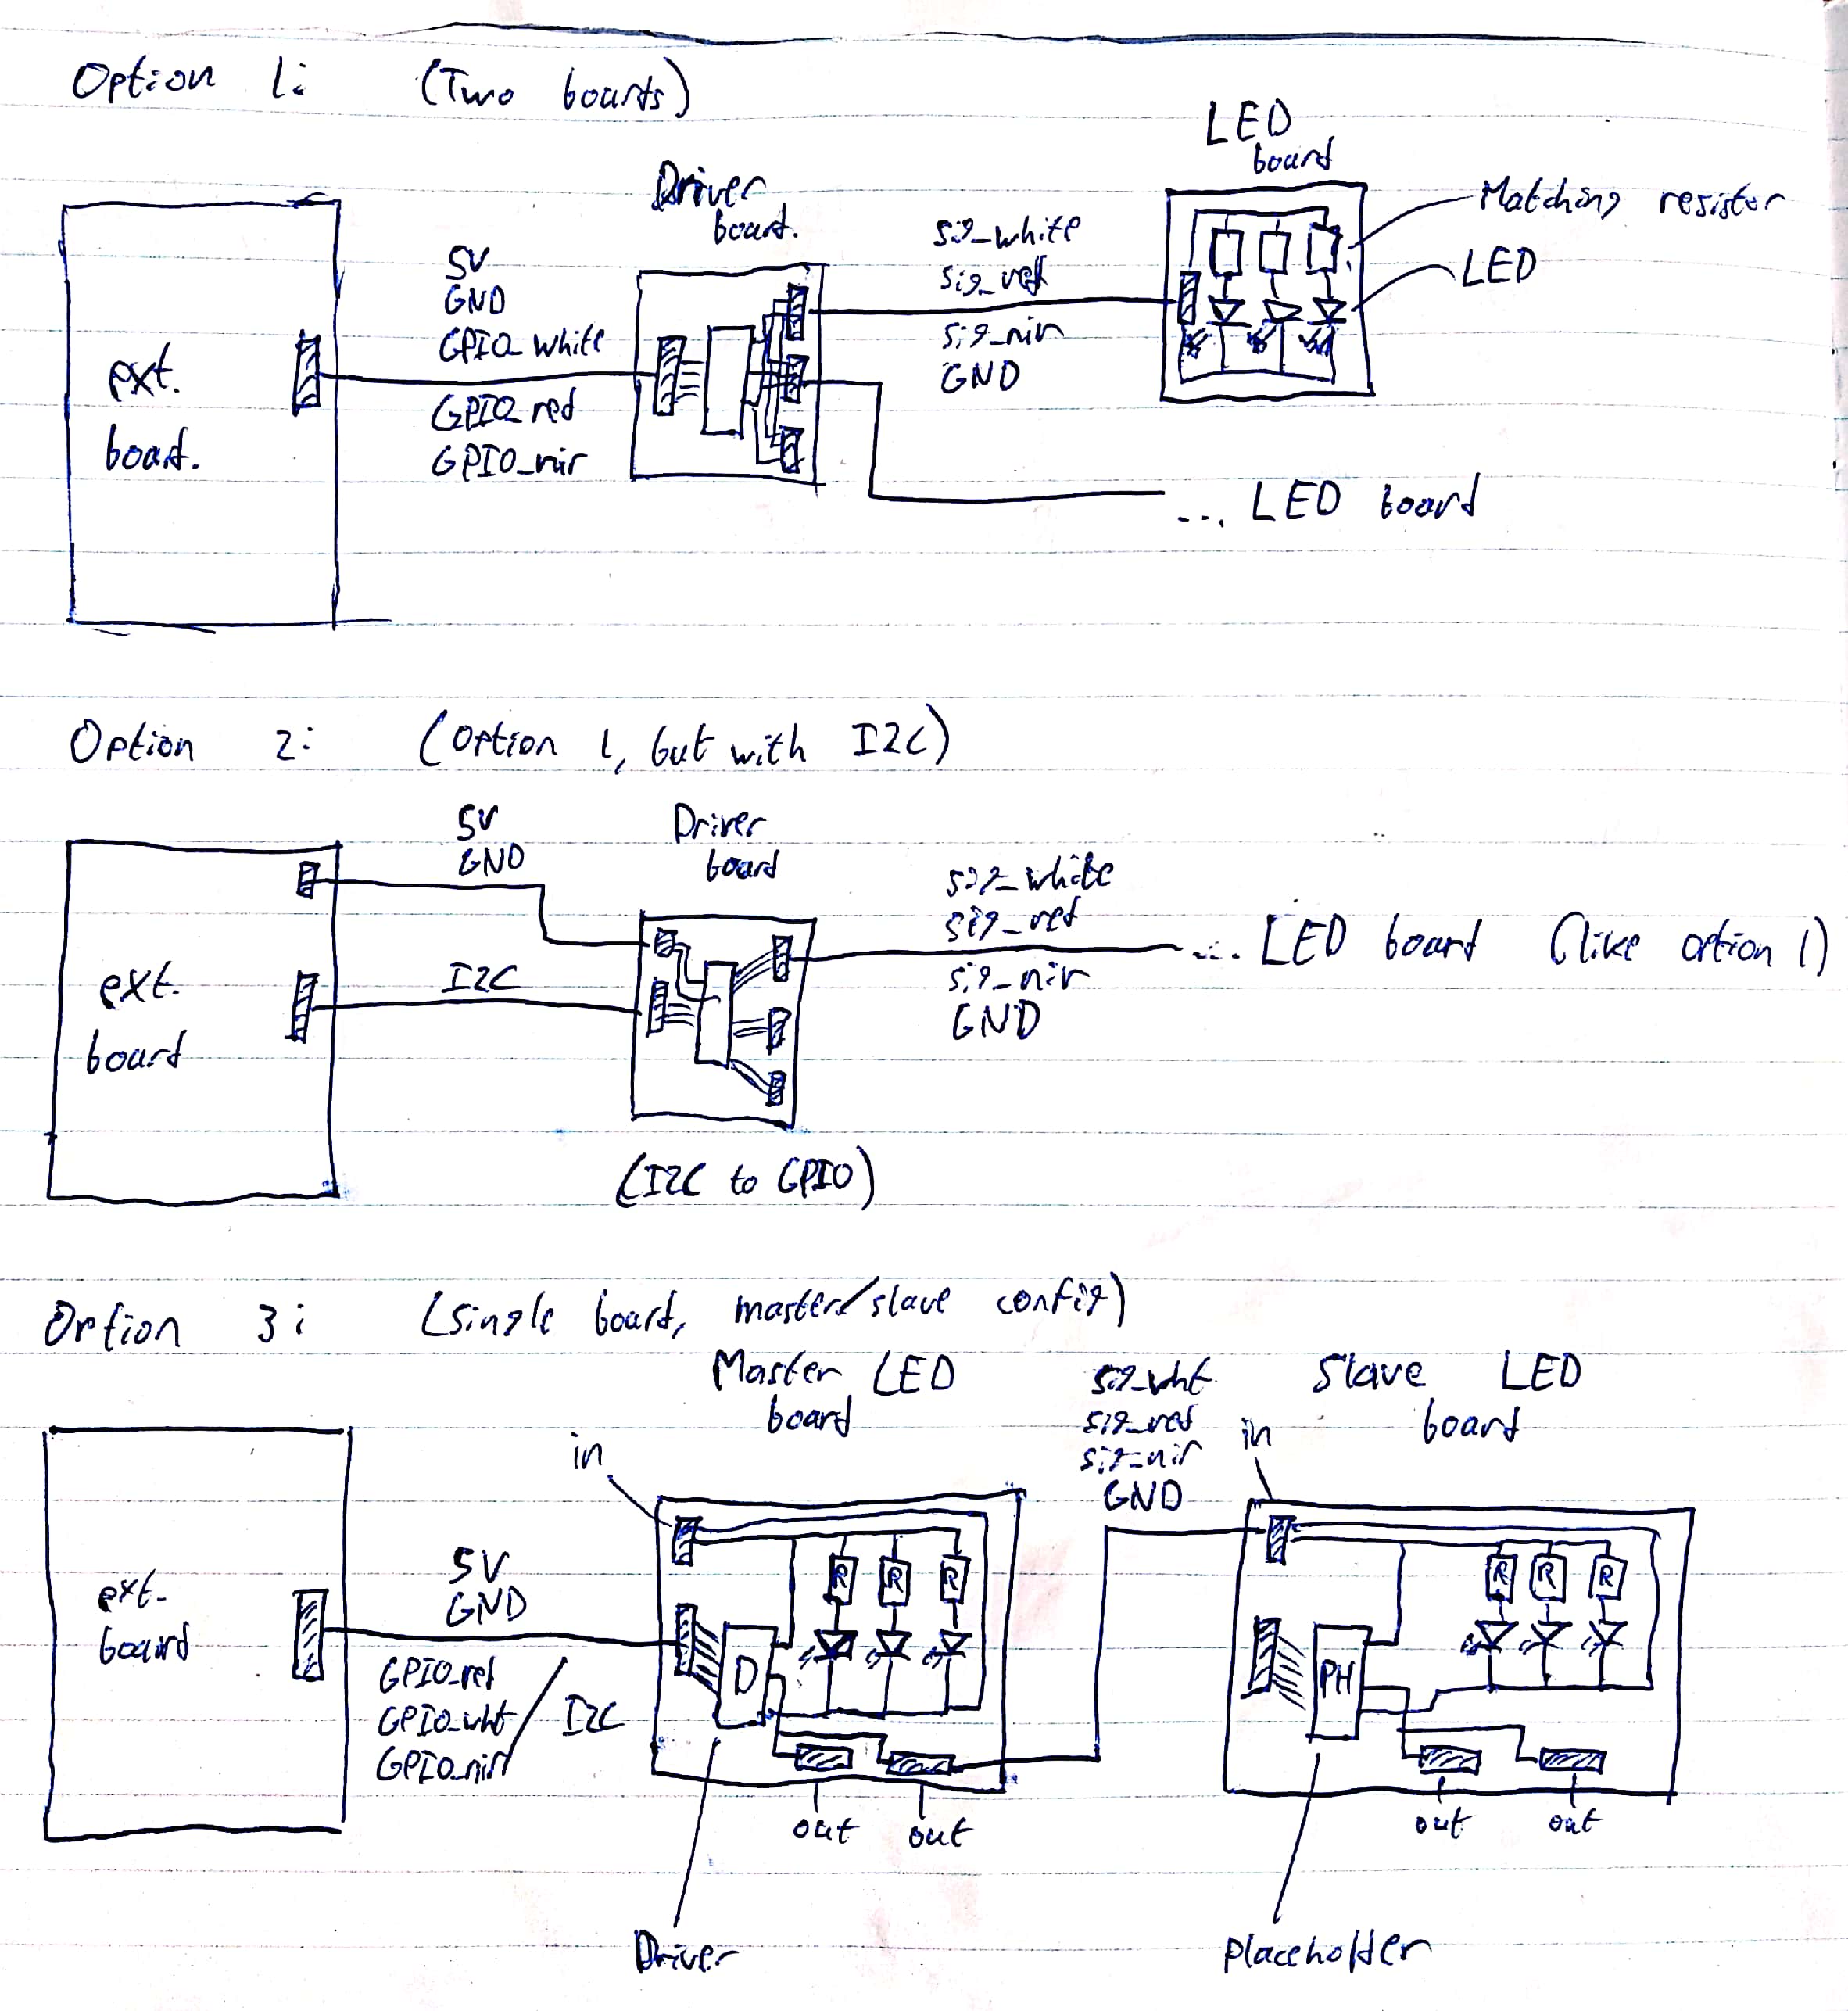 Option 1: (Two boards)
LED
board
Driver
board.
Matching resistor
LED
sig_white
sig_red
sig_nir
GND
5V
GND
GPIO_white
GPIO_red
GPIO_nir
ext.
board.
... LED board
Option 2: (Option 1, but with I2C)
5V
GND
Driver
board
sig_white
sig_red
sig_nir
GND
... LED board (like option 1)
I2C
ext.
board
(I2C to GPIO)
Option 3: (single board, master/slave config)
Master LED
board
sig_wht
sig_red
sig_nir
GND
Slave LED
board
in
in
5V
GND
GPIO_red
GPIO_wht
GPIO_nir
/ I2C
ext.
board
R R R
D
R R R
PH
out out
out out
Driver
Placeholder